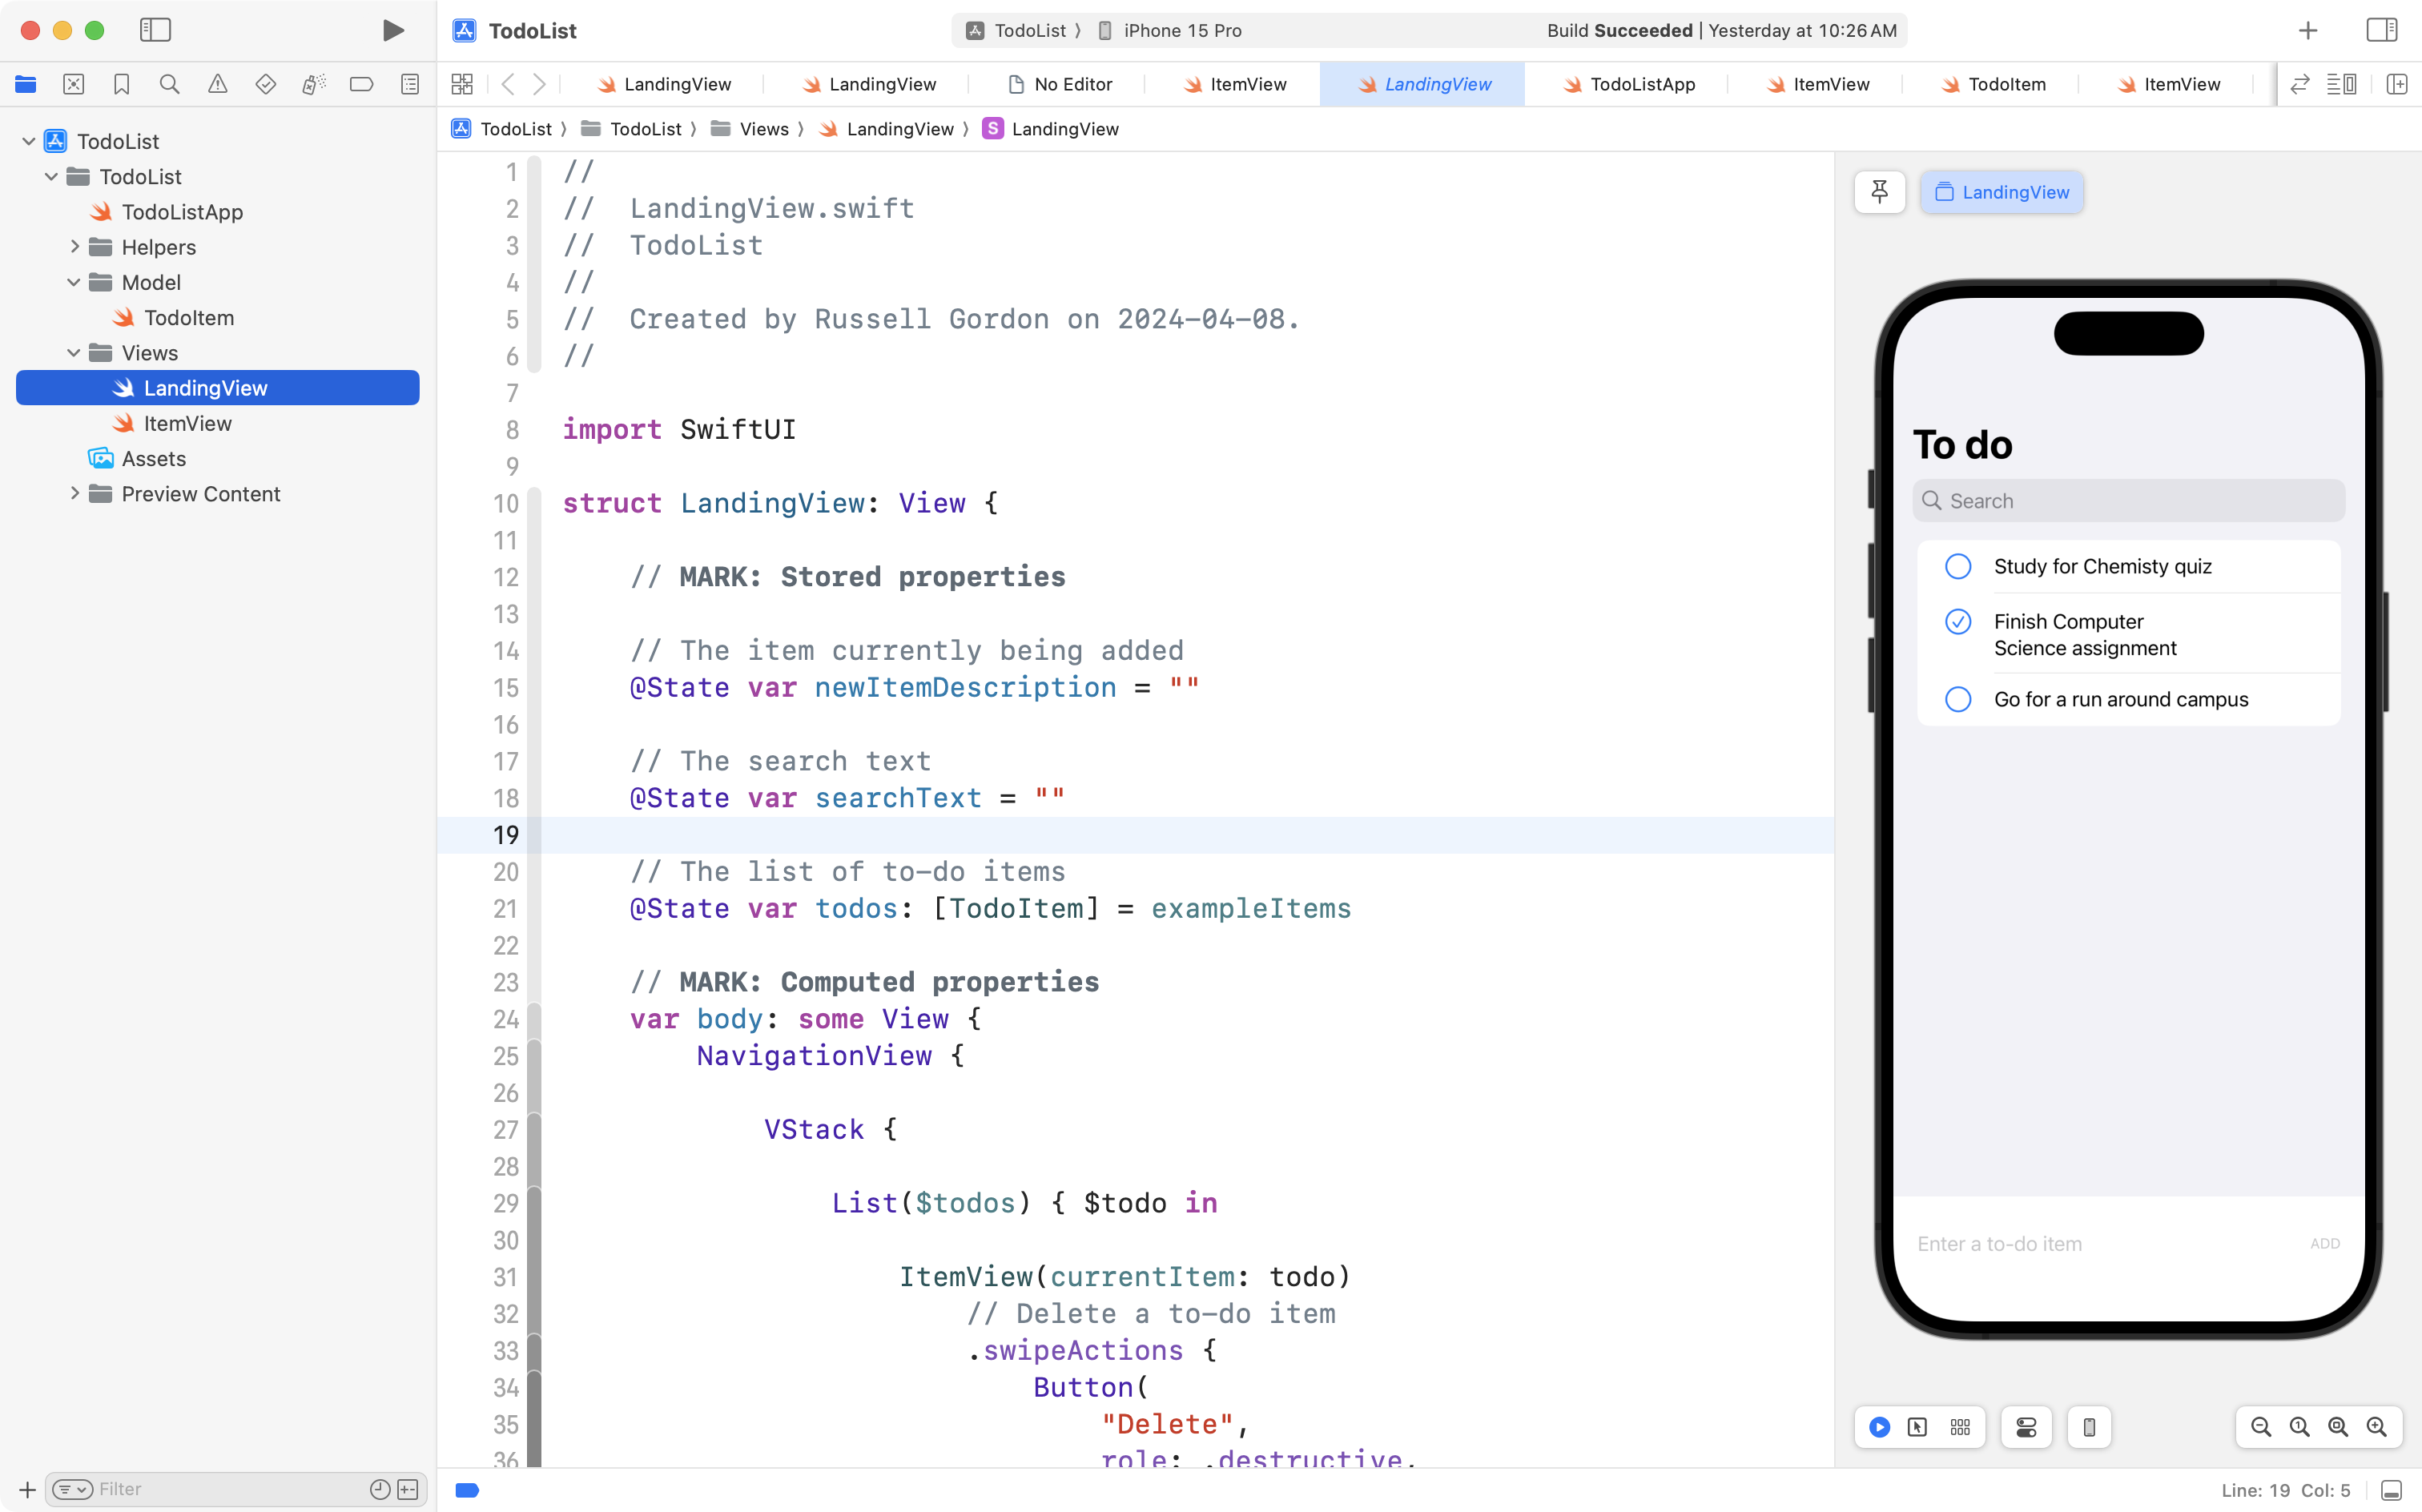 TodoList
TodoList
iPhone 15 Pro
Build Succeeded | Yesterday at 10:26 AM
LandingView
LandingView
No Editor
ItemView
LandingView
TodoListApp
ItemView
TodoItem
ItemView
TodoList
TodoList
TodoListApp
Helpers
Model
TodoItem
Views
LandingView
ItemView
Assets
Preview Content
Filter
TodoList
TodoList
Views
LandingView
S LandingView
1 //
2 //  LandingView.swift
3 //  TodoList
4 //
5 //  Created by Russell Gordon on 2024-04-08.
6 //
7
8 import SwiftUI
9
10 struct LandingView: View {
11
12     // MARK: Stored properties
13
14     // The item currently being added
15     @State var newItemDescription = ""
16
17     // The search text
18     @State var searchText = ""
19
20     // The list of to-do items
21     @State var todos: [TodoItem] = exampleItems
22
23     // MARK: Computed properties
24     var body: some View {
25         NavigationView {
26
27             VStack {
28
29                 List($todos) { $todo in
30
31                     ItemView(currentItem: todo)
32                         // Delete a to-do item
33                         .swipeActions {
34                             Button(
35                                 "Delete",
36                                 role: .destructive,
LandingView
To do
Search
Study for Chemisty quiz
Finish Computer
Science assignment
Go for a run around campus
Enter a to-do item
ADD
Line: 19 Col: 5